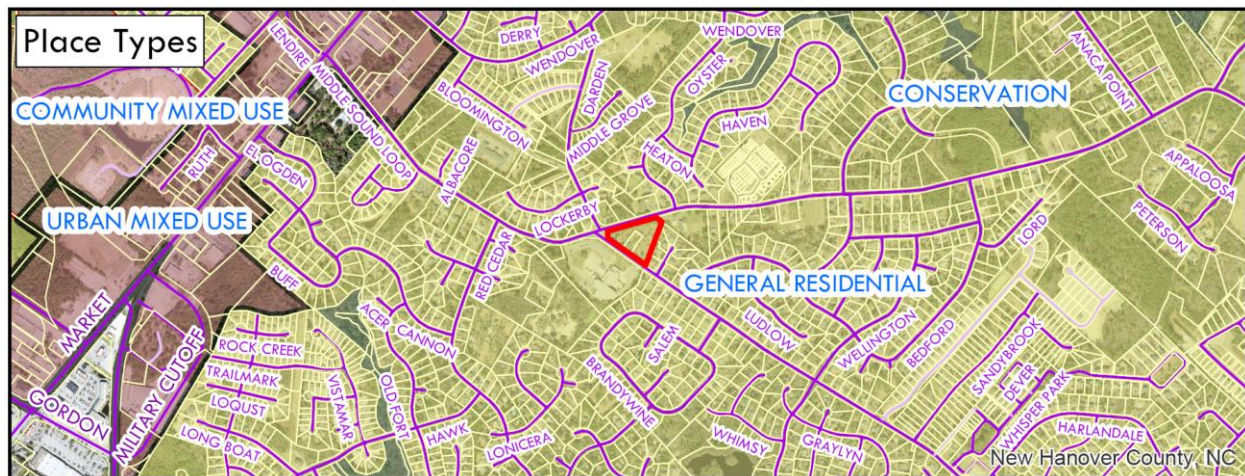 Place Types
COMMUNITY MIXED USE
URBAN MIXED USE
CONSERVATION
GENERAL RESIDENTIAL
LENDIRE
MIDDLE SOUND LOOP
DERRY
WENDOVER
WENDOVER
BLOOMINGTON
DARDEN
MIDDLE GROVE
OYSTER
HAVEN
HEATON
ANACA POINT
APPALOOSA
PETERSON
RUTH
EL OGDEN
ALBACORE
LOCKERBY
RED CEDAR
BUFF
MARKET
MILITARY CUTOFF
GORDON
ROCK CREEK
TRAILMARK
LOQUST
LONG BOAT
VISTAMAR
OLD FORT
ACER
CANNON
HAWK
LONICERA
BRANDYWINE
SALEM
LUDLOW
WELLINGTON
BEDFORD
LORD
SANDYBROOK
DEVER
WHISPER PARK
WHIMSY
GRAYLYN
HARLANDALE
New Hanover County, NC